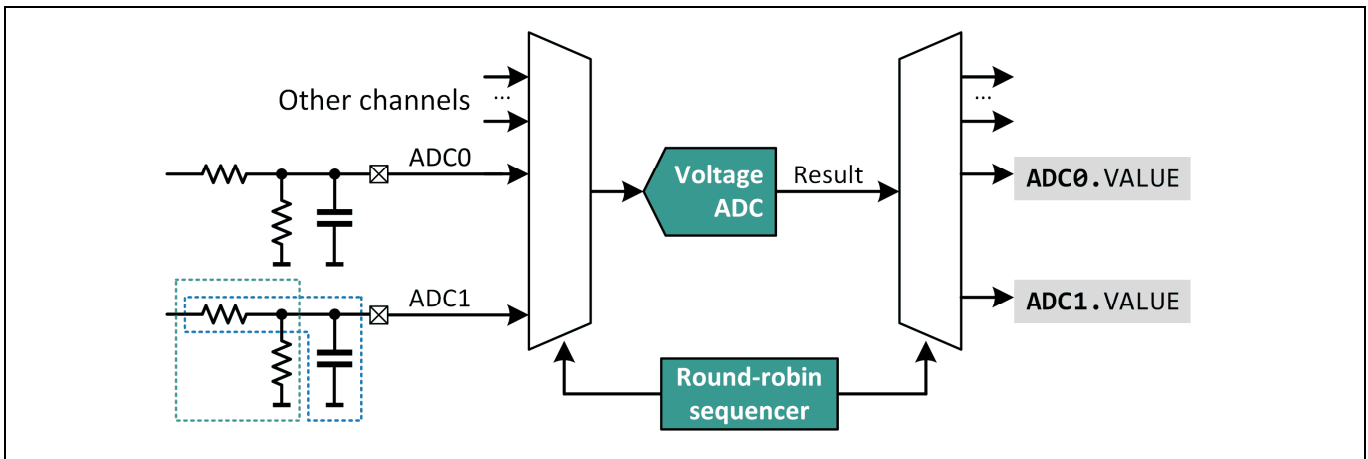 Other channels
...
...
ADC0
ADC1
Voltage
ADC
Result
Round-robin
sequencer
ADC0.VALUE
ADC1.VALUE